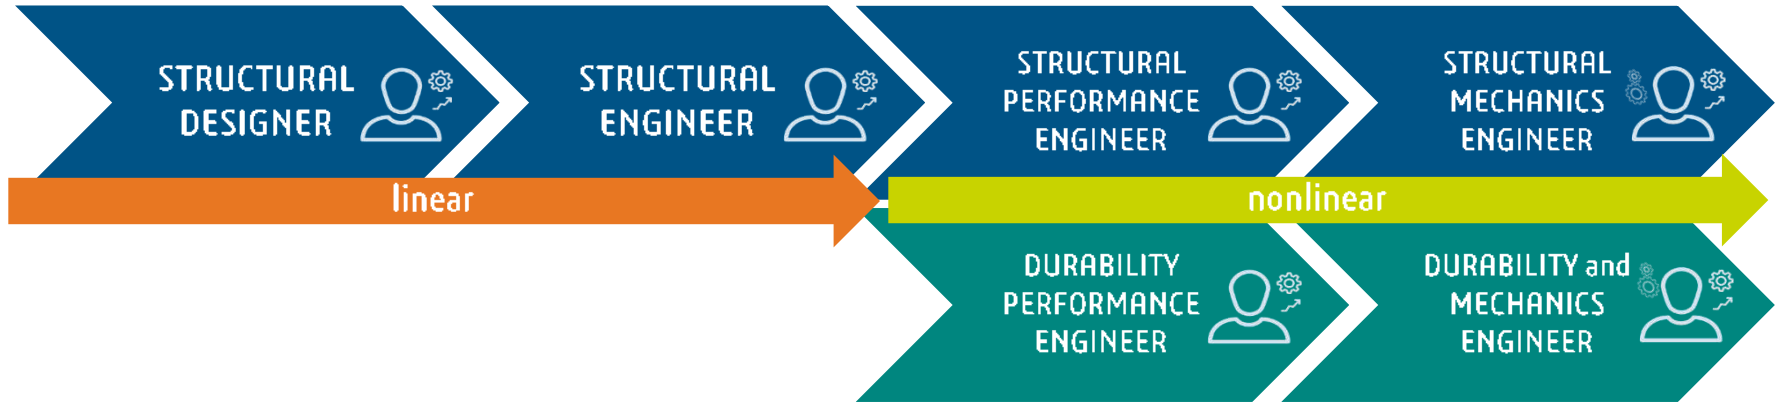 STRUCTURAL
DESIGNER
STRUCTURAL
ENGINEER
STRUCTURAL
PERFORMANCE
ENGINEER
STRUCTURAL
MECHANICS
ENGINEER
linear
nonlinear
DURABILITY
PERFORMANCE
ENGINEER
DURABILITY and
MECHANICS
ENGINEER